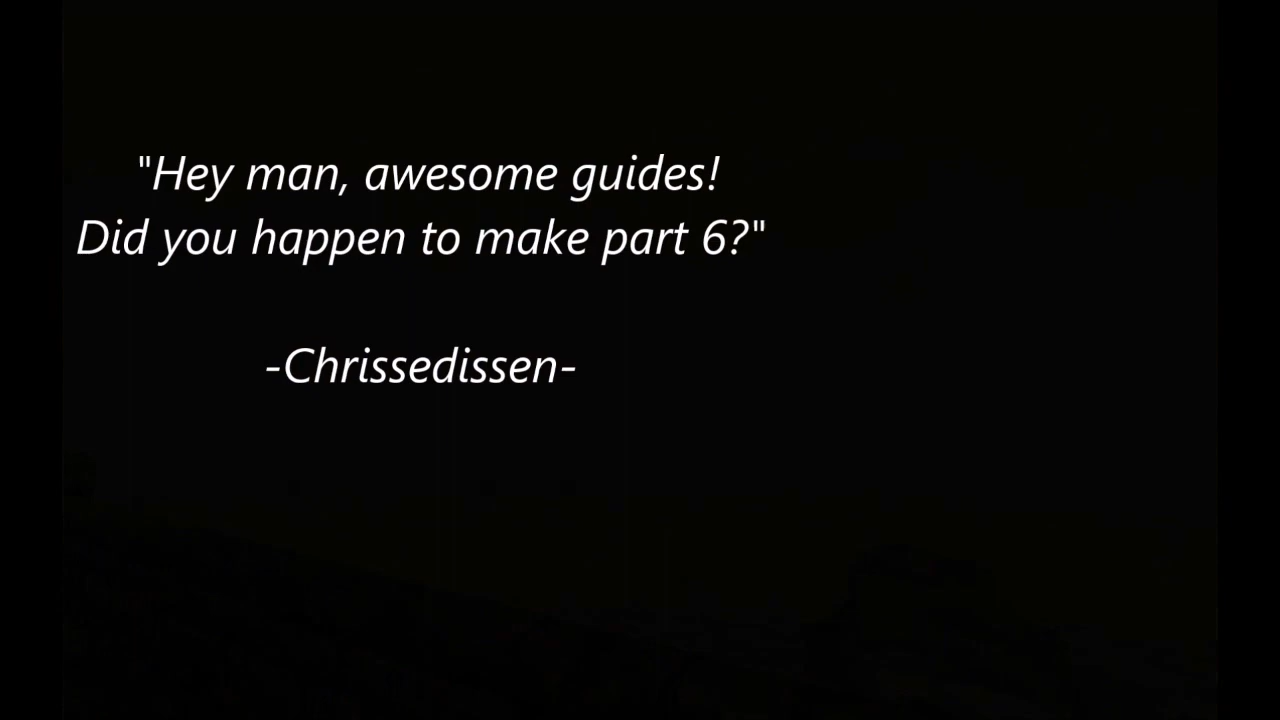 "Hey man, awesome guides!
Did you happen to make part 6?"
-Chrissedissen-